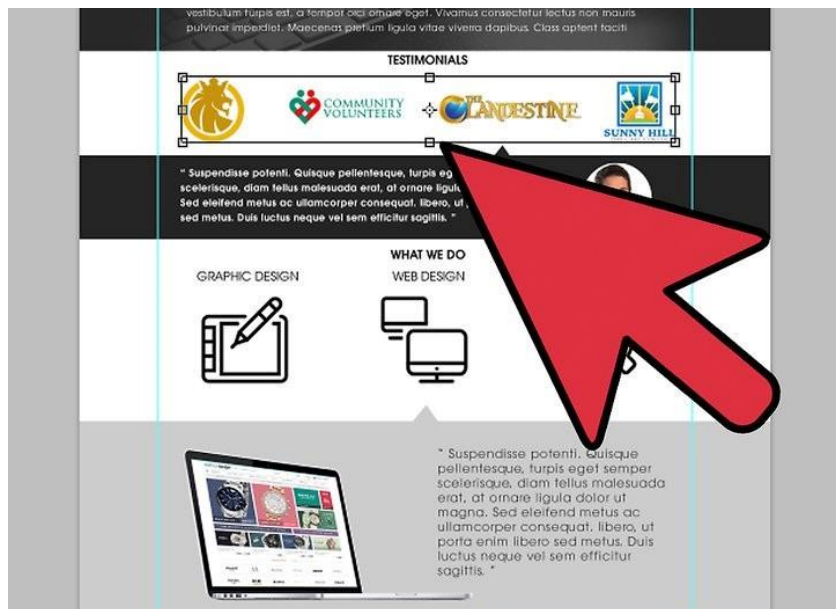 vestibulum turpis est, a tempor orci ornare eget. Vivamus consectetur lectus non mauris
pulvinar imperdiet. Maecenas pretium ligula vitae viverra dapibus. Class aptent taciti
TESTIMONIALS
COMMUNITY
VOLUNTEERS
THE
CLANDESTINE
SUNNY HILL
" Suspendisse potenti. Quisque pellentesque, turpis eg
scelerisque, diam tellus malesuada erat, at ornare ligul
Sed eleifend metus ac ullamcorper consequat. libero, ut
sed metus. Duis luctus neque vel sem efficitur sagittis. "
WHAT WE DO
GRAPHIC DESIGN
WEB DESIGN
" Suspendisse potenti. Quisque
pellentesque, turpis eget semper
scelerisque, diam tellus malesuada
erat, at ornare ligula dolor ut
magna. Sed eleifend metus ac
ullamcorper consequat. libero, ut
porta enim libero sed metus. Duis
luctus neque vel sem efficitur
sagittis. "